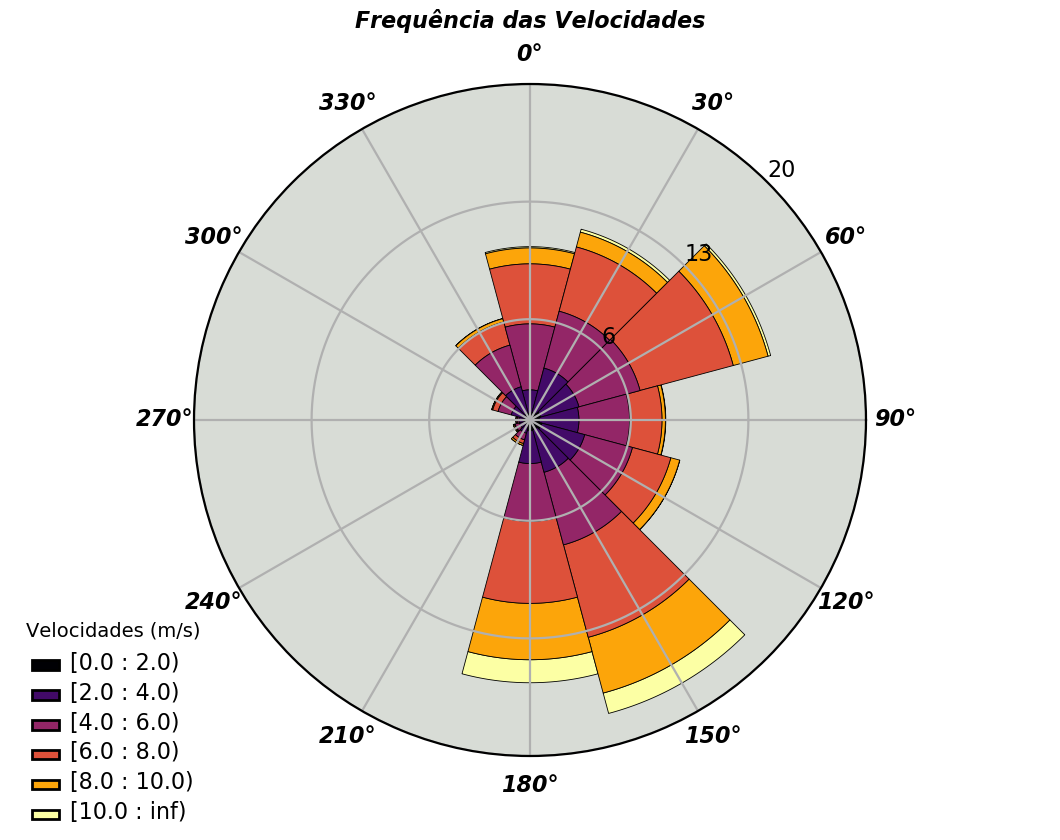 Frequência das Velocidades
0°
330°
30°
20
300°
60°
13
6
270°
90°
240°
120°
210°
150°
180°
Velocidades (m/s)
[0.0 : 2.0)
[2.0 : 4.0)
[4.0 : 6.0)
[6.0 : 8.0)
[8.0 : 10.0)
[10.0 : inf)